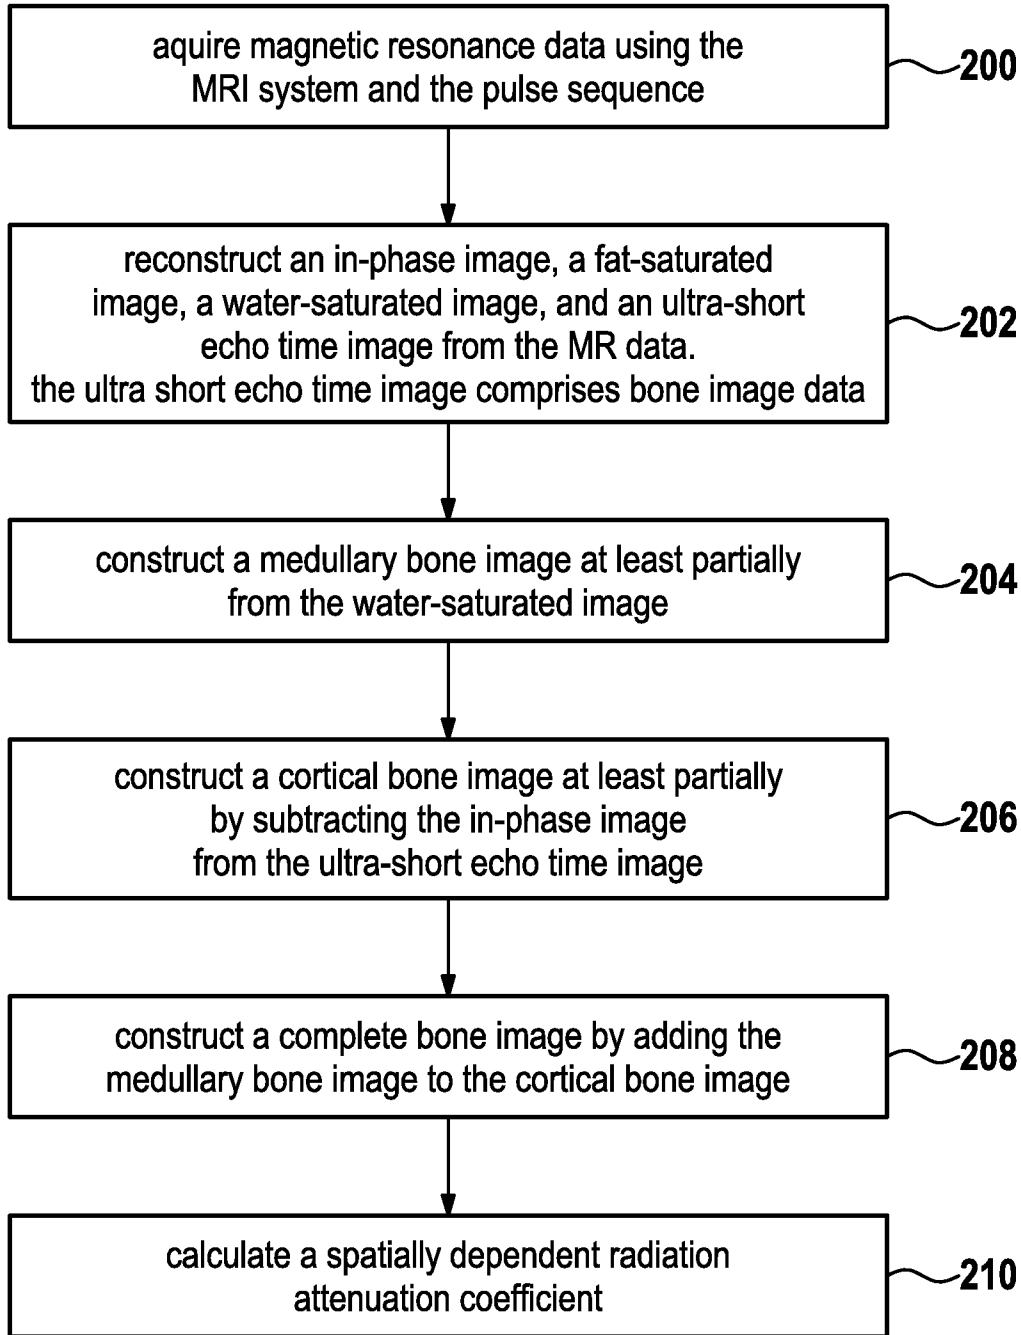 aquire magnetic resonance data using the
MRI system and the pulse sequence
200
reconstruct an in-phase image, a fat-saturated
image, a water-saturated image, and an ultra-short
echo time image from the MR data.
the ultra short echo time image comprises bone image data
202
construct a medullary bone image at least partially
from the water-saturated image
204
construct a cortical bone image at least partially
by subtracting the in-phase image
from the ultra-short echo time image
206
construct a complete bone image by adding the
medullary bone image to the cortical bone image
208
calculate a spatially dependent radiation
attenuation coefficient
210